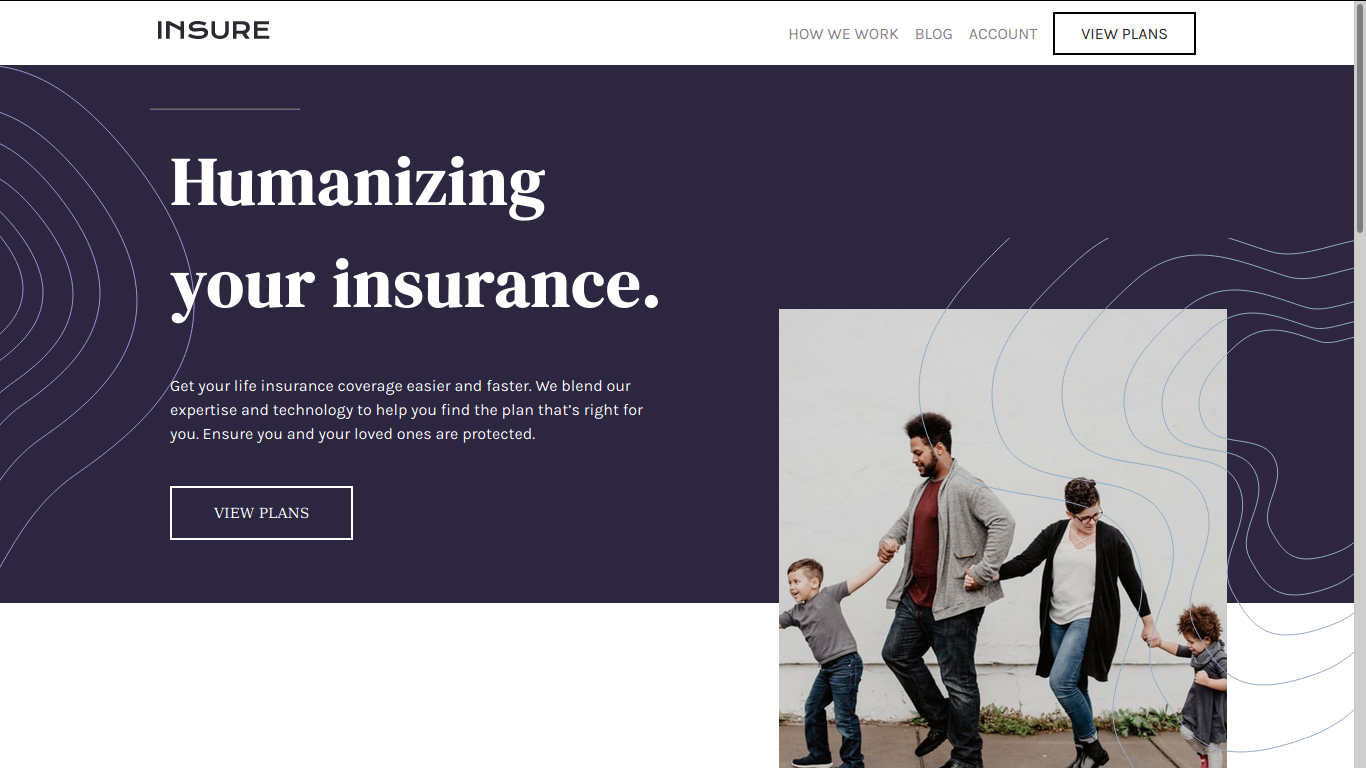 INSURE
HOW WE WORK BLOG ACCOUNT VIEW PLANS
Humanizing
your insurance.
Get your life insurance coverage easier and faster. We blend our
expertise and technology to help you find the plan that’s right for
you. Ensure you and your loved ones are protected.
VIEW PLANS